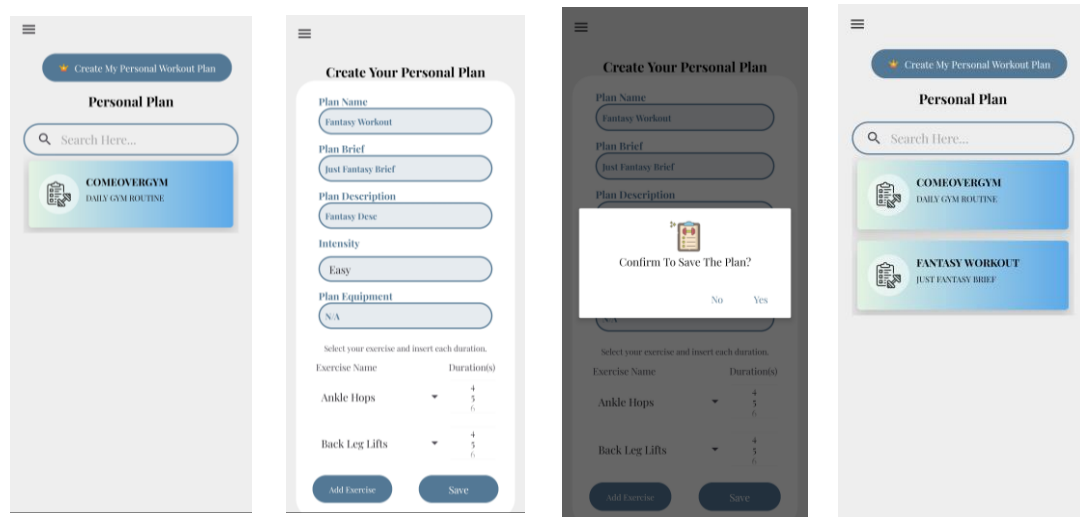 Create My Personal Workout Plan
Personal Plan
Search Here...
COMEOVERGYM
DAILY GYM ROUTINE
Create Your Personal Plan
Plan Name
Fantasy Workout
Plan Brief
Just Fantasy Brief
Plan Description
Fantasy Desc
Intensity
Easy
Plan Equipment
N/A
Select your exercise and insert each duration.
Exercise Name Duration(s)
4
Ankle Hops 5
6
4
Back Leg Lifts 5
6
Add Exercise Save
Create Your Personal Plan
Plan Name
Fantasy Workout
Plan Brief
Just Fantasy Brief
Plan Description
Confirm To Save The Plan?
No Yes
N/A
Select your exercise and insert each duration.
Exercise Name Duration(s)
4
Ankle Hops 5
6
4
Back Leg Lifts 5
6
Add Exercise Save
Create My Personal Workout Plan
Personal Plan
Search Here...
COMEOVERGYM
DAILY GYM ROUTINE
FANTASY WORKOUT
JUST FANTASY BRIEF